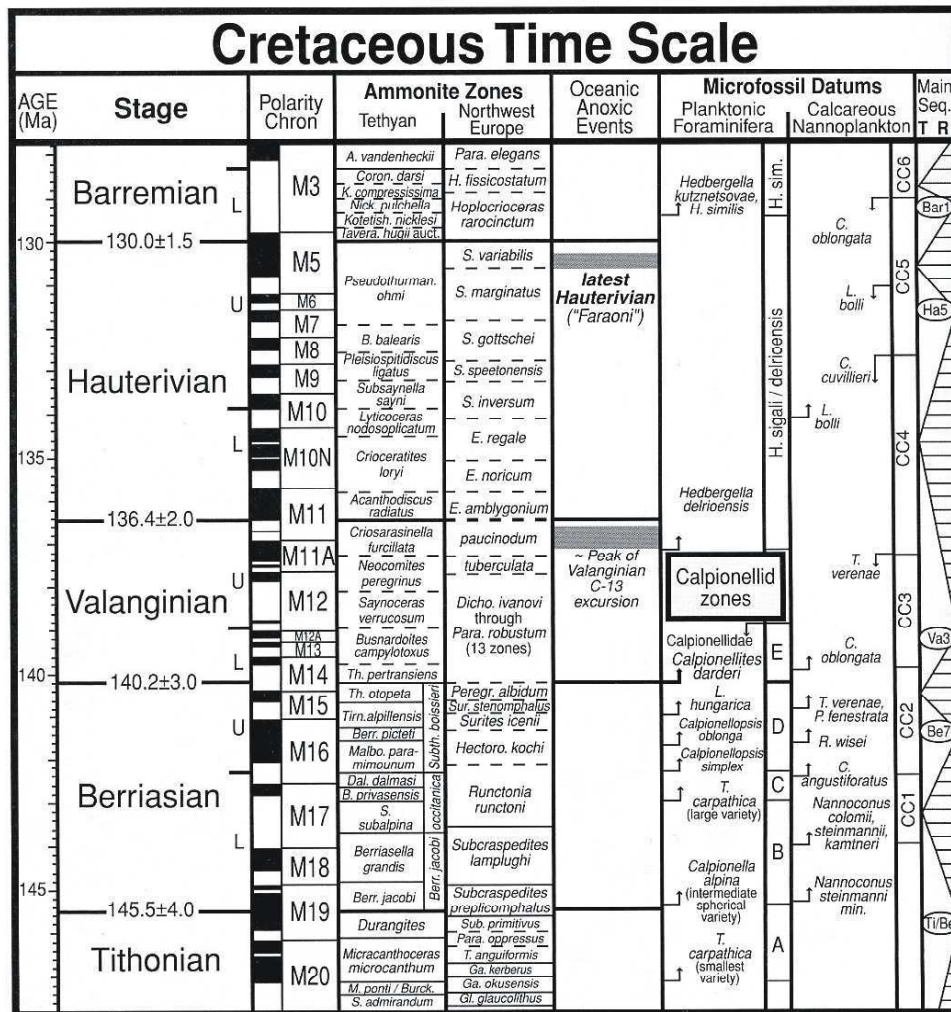 Cretaceous Time Scale
AGE
(Ma)
Stage
Polarity
Chron
Ammonite Zones
Tethyan
Northwest
Europe
Oceanic
Anoxic
Events
Microfossil Datums
Planktonic
Foraminifera
Calcareous
Nannoplankton
Main
Seq.
T R
130
135
140
145
Barremian
L
130.0±1.5
U
Hauterivian
L
136.4±2.0
U
Valanginian
L
140.2±3.0
U
Berriasian
L
145.5±4.0
Tithonian
M3
M5
M6
M7
M8
M9
M10
M10N
M11
M11A
M12
M12A
M13
M14
M15
M16
M17
M18
M19
M20
A. vandenheckii
Coron. darsi
K. compressissima
Nick. pulchella
Kotetish. nicklesi
Tavera. hugii auct.
Pseudothurman.
ohmi
B. balearis
Pleisiospitidiscus
ligatus
Subsaynella
sayni
Lyticoceras
nodosoplicatum
Crioceratites
loryi
Acanthodiscus
radiatus
Criosarasinella
furcillata
Neocomites
peregrinus
Saynoceras
verrucosum
Busnardoites
campylotoxus
Th. pertransiens
Th. otopeta
Tirn.alpillensis
Berr. picteti
Malbo. para-
mimounum
Dal. dalmasi
B. privasensis
S.
subalpina
Berriasella
grandis
Berr. jacobi
Durangites
Micracanthoceras
microcanthum
M. ponti / Burck.
S. admirandum
Subth. boissieri
occitanica
Berr. jacobi
Para. elegans
H. fissicostatum
Hoplocrioceras
rarocinctum
S. variabilis
S. marginatus
S. gottschei
S. speetonensis
S. inversum
E. regale
E. noricum
E. amblygonium
paucinodum
tuberculata
Dicho. ivanovi
through
Para. robustum
(13 zones)
Peregr. albidum
Sur. stenomphalus
Surites icenii
Hectoro. kochi
Runctonia
runctoni
Subcraspedites
lamplughi
Subcraspedites
preplicomphalus
Sub. primitivus
Para. oppressus
T. anguiformis
Ga. kerberus
Ga. okusensis
Gl. glaucolithus
latest
Hauterivian
("Faraoni")
~ Peak of
Valanginian
C-13
excursion
Hedbergella
kutznetsovae,
H. similis
Hedbergella
delrioensis
Calpionellid
zones
Calpionellidae
Calpionellites
darderi
L.
hungarica
Calpionellopsis
oblonga
Calpionellopsis
simplex
T.
carpathica
(large variety)
Calpionella
alpina
(intermediate
spherical
variety)
T.
carpathica
(smallest
variety)
H. sim.
H. sigali / delrioensis
E
D
C
B
A
C.
oblongata
L.
bolli
C.
cuvillieri
L.
bolli
T.
verenae
C.
oblongata
T. verenae,
P. fenestrata
R. wisei
C.
angustiforatus
Nannoconus
colomii,
steinmannii,
kamtneri
Nannoconus
steinmanni
min.
CC6
CC5
CC4
CC3
CC2
CC1
Bar1
Ha5
Va3
Be7
Ti/Be